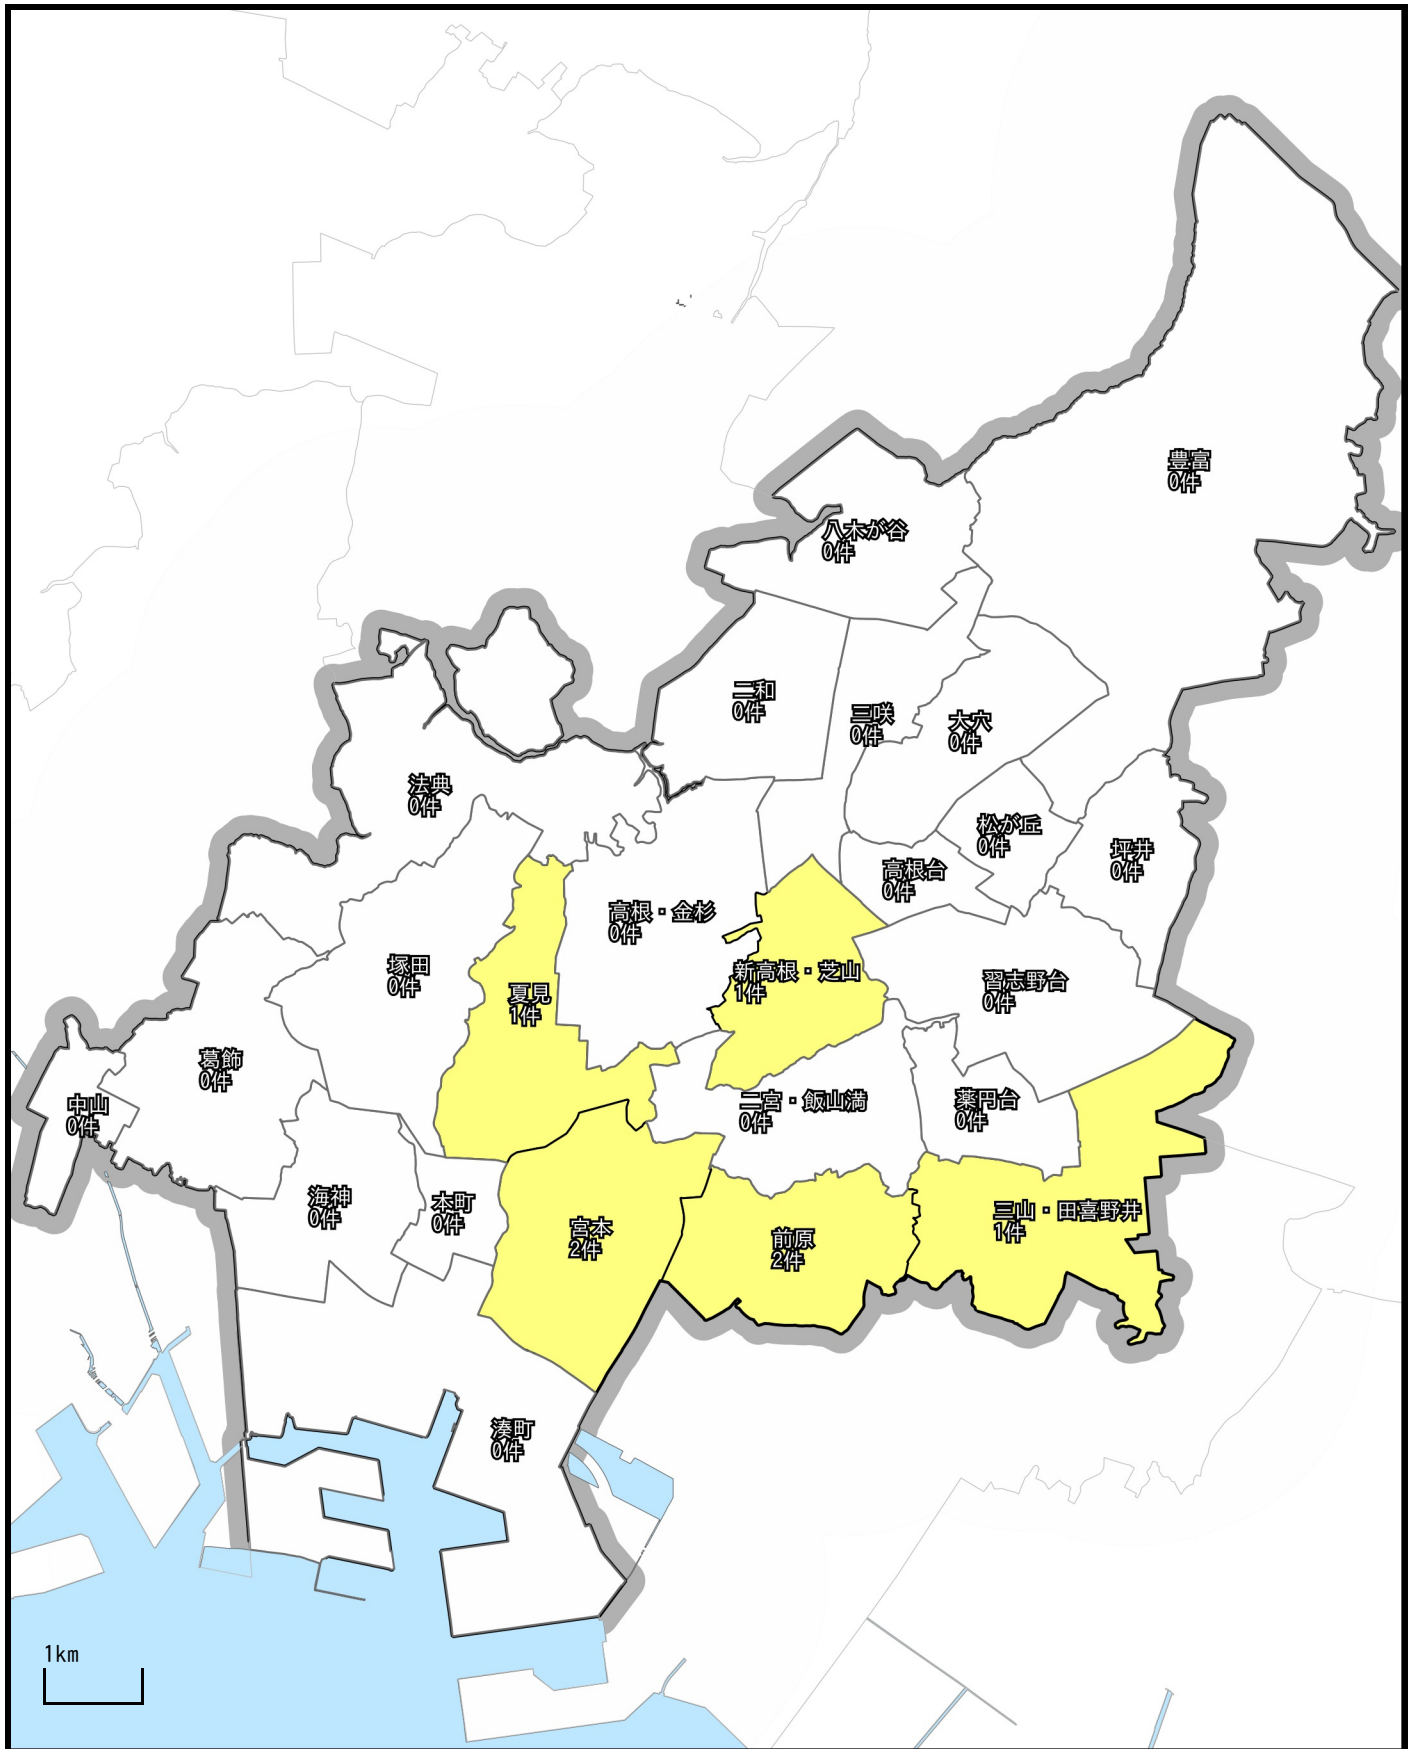 豊富
0件
八木が谷
0件
二和
0件
三咲
0件
大穴
0件
法典
0件
松が丘
0件
坪井
0件
高根台
0件
高根・金杉
0件
塚田
0件
夏見
1件
新高根・芝山
1件
習志野台
0件
葛飾
0件
中山
0件
二宮・飯山満
0件
薬円台
0件
海神
0件
本町
0件
宮本
2件
前原
2件
三山・田喜野井
1件
湊町
0件
1km